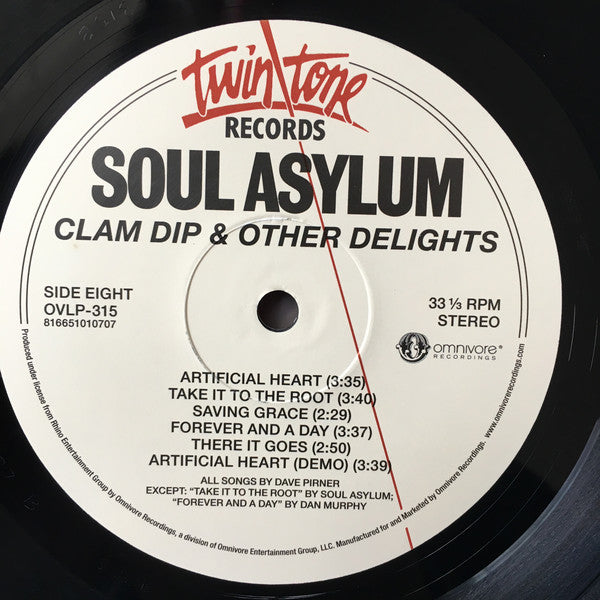 twin/tone
RECORDS
SOUL ASYLUM
CLAM DIP & OTHER DELIGHTS
SIDE EIGHT
OVLP-315
816651010707
33 ⅓ RPM
STEREO
omnivore®
RECORDINGS
ARTIFICIAL HEART (3:35)
TAKE IT TO THE ROOT (3:40)
SAVING GRACE (2:29)
FOREVER AND A DAY (3:37)
THERE IT GOES (2:50)
ARTIFICIAL HEART (DEMO) (3:39)
ALL SONGS BY DAVE PIRNER
EXCEPT: "TAKE IT TO THE ROOT" BY SOUL ASYLUM;
"FOREVER AND A DAY" BY DAN MURPHY
Produced under license from Rhino Entertainment Group by Omnivore Recordings. a division of Omnivore Entertainment Group, LLC. Manufactured for and Marketed by Omnivore Recordings. www.omnivorerecordings.com